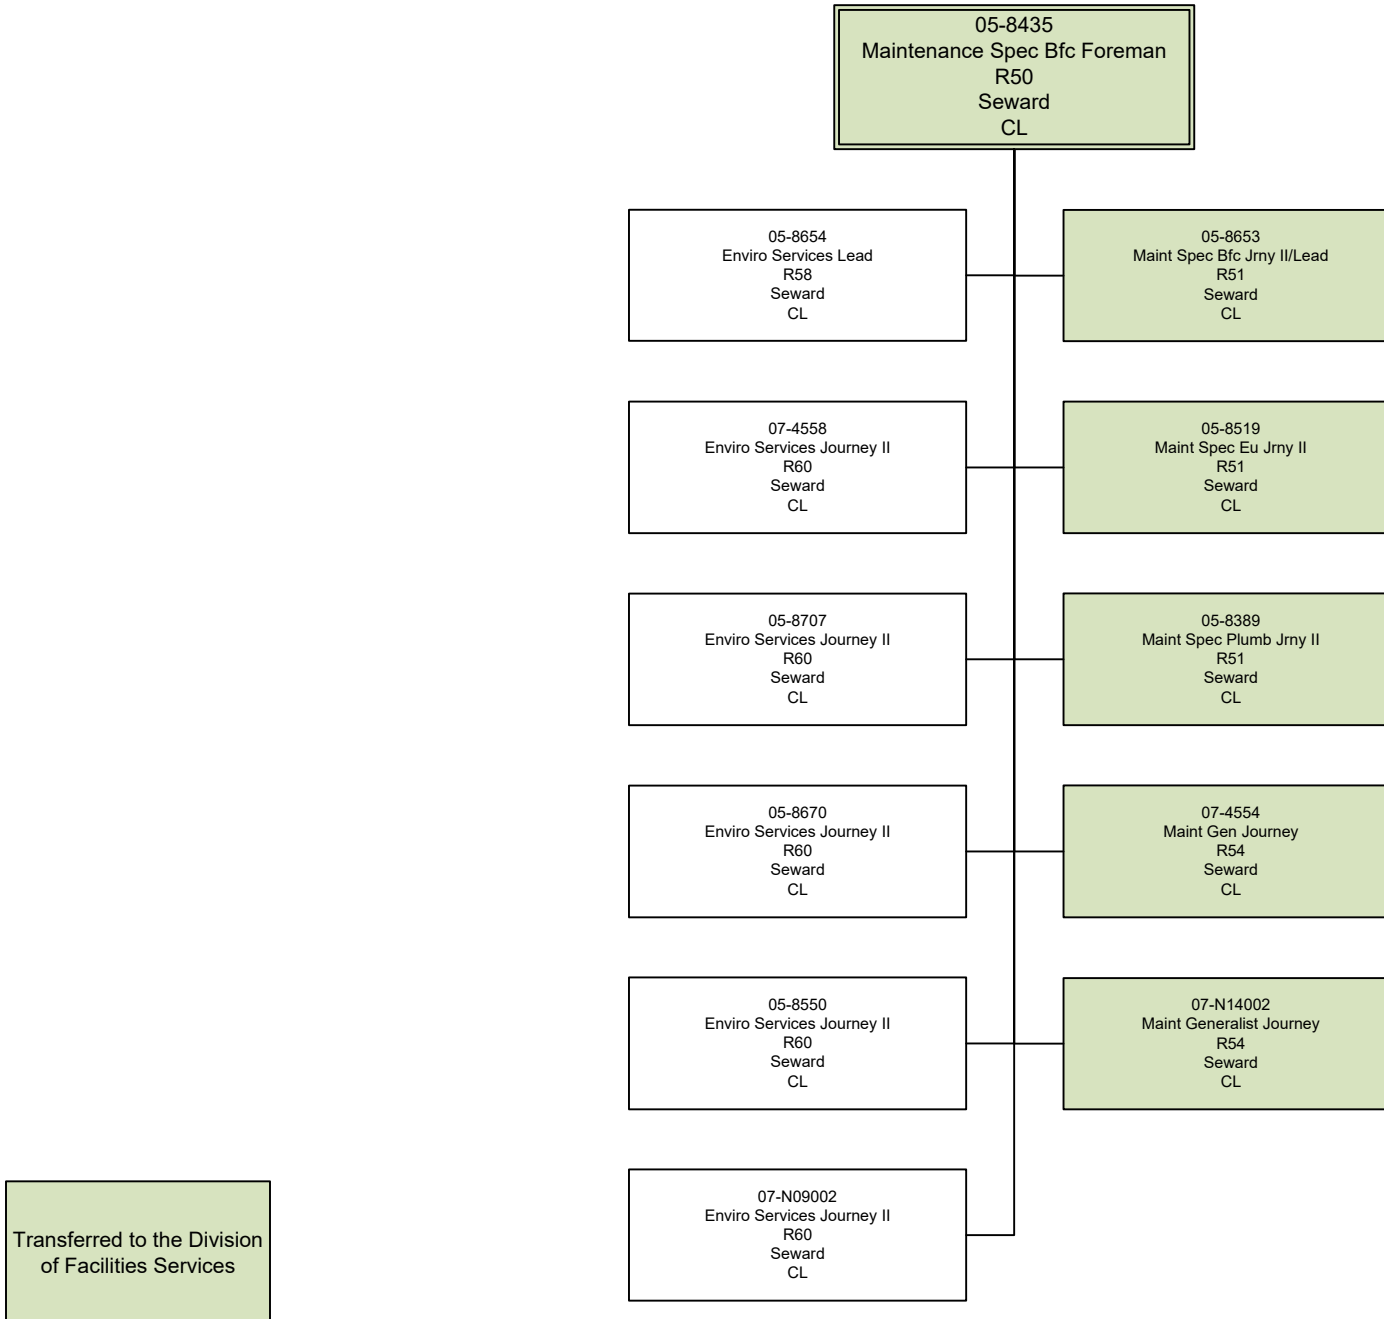 05-8435
Maintenance Spec Bfc Foreman
R50
Seward
CL
05-8654
Enviro Services Lead
R58
Seward
CL
05-8653
Maint Spec Bfc Jrny II/Lead
R51
Seward
CL
07-4558
Enviro Services Journey II
R60
Seward
CL
05-8519
Maint Spec Eu Jrny II
R51
Seward
CL
05-8707
Enviro Services Journey II
R60
Seward
CL
05-8389
Maint Spec Plumb Jrny II
R51
Seward
CL
05-8670
Enviro Services Journey II
R60
Seward
CL
07-4554
Maint Gen Journey
R54
Seward
CL
05-8550
Enviro Services Journey II
R60
Seward
CL
07-N14002
Maint Generalist Journey
R54
Seward
CL
07-N09002
Enviro Services Journey II
R60
Seward
CL
Transferred to the Division
of Facilities Services